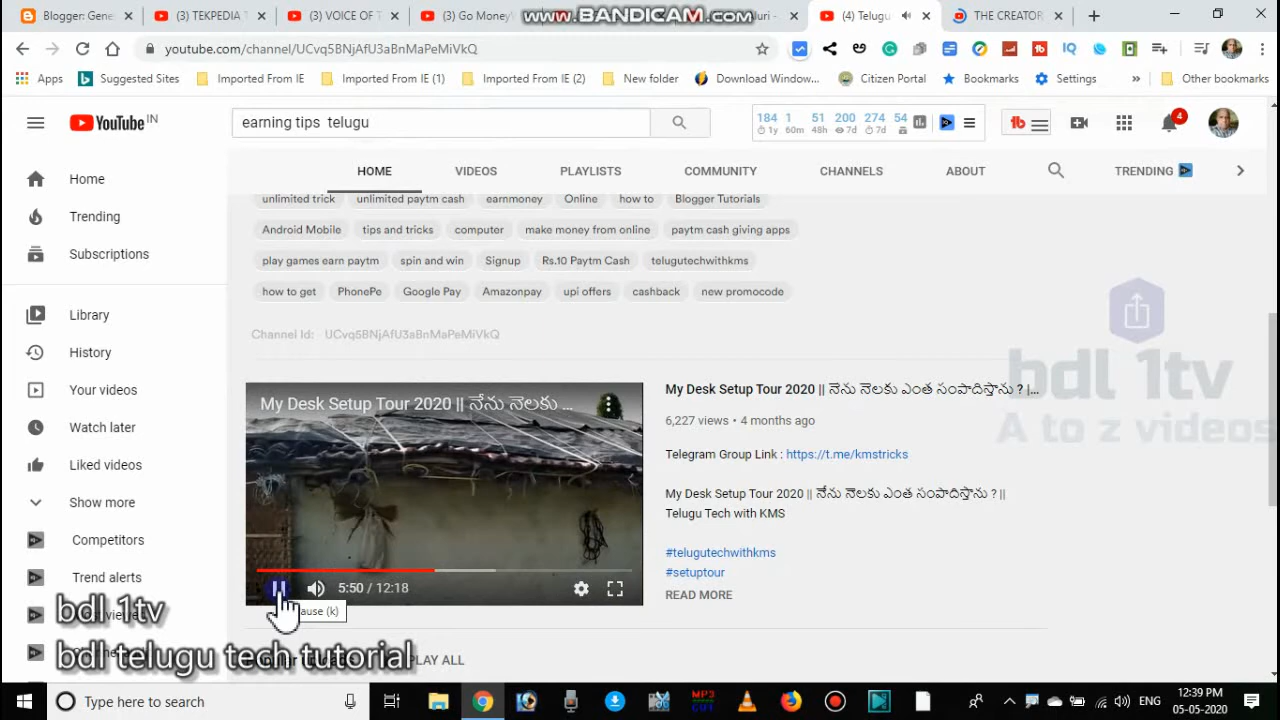 Blogger: Gene
(3) TEKPEDIA T
(3) VOICE OF T
(3) Go Money
www.BANDICAM.com
(4) Telugu
THE CREATOR
youtube.com/channel/UCvq5BNjAfU3aBnMaPeMiVkQ
Apps
Suggested Sites
Imported From IE
Imported From IE (1)
Imported From IE (2)
New folder
Download Window...
Citizen Portal
Bookmarks
Settings
Other bookmarks
YouTube IN
earning tips telugu
184 1 51 200 274 54
1y 60m 48h 7d 7d
4
HOME
VIDEOS
PLAYLISTS
COMMUNITY
CHANNELS
ABOUT
TRENDING
Home
Trending
Subscriptions
Library
History
Your videos
Watch later
Liked videos
Show more
Competitors
Trend alerts
unlimited trick
unlimited paytm cash
earnmoney
Online
how to
Blogger Tutorials
Android Mobile
tips and tricks
computer
make money from online
paytm cash giving apps
play games earn paytm
spin and win
Signup
Rs.10 Paytm Cash
telugutechwithkms
how to get
PhonePe
Google Pay
Amazonpay
upi offers
cashback
new promocode
Channel Id: UCvq5BNjAfU3aBnMaPeMiVkQ
My Desk Setup Tour 2020 || నేను నెలకు ...
5:50 / 12:18
(k)
My Desk Setup Tour 2020 || నేను నెలకు ఎంత సంపాదిస్తాను ? |...
6,227 views • 4 months ago
Telegram Group Link : https://t.me/kmstricks
My Desk Setup Tour 2020 || నేను నెలకు ఎంత సంపాదిస్తాను ? ||
Telugu Tech with KMS
#telugutechwithkms
#setuptour
READ MORE
PLAY ALL
bdl 1tv
A to z videos
bdl 1tv
bdl telugu tech tutorial
Type here to search
MP3
CUT
ENG
12:39 PM
05-05-2020